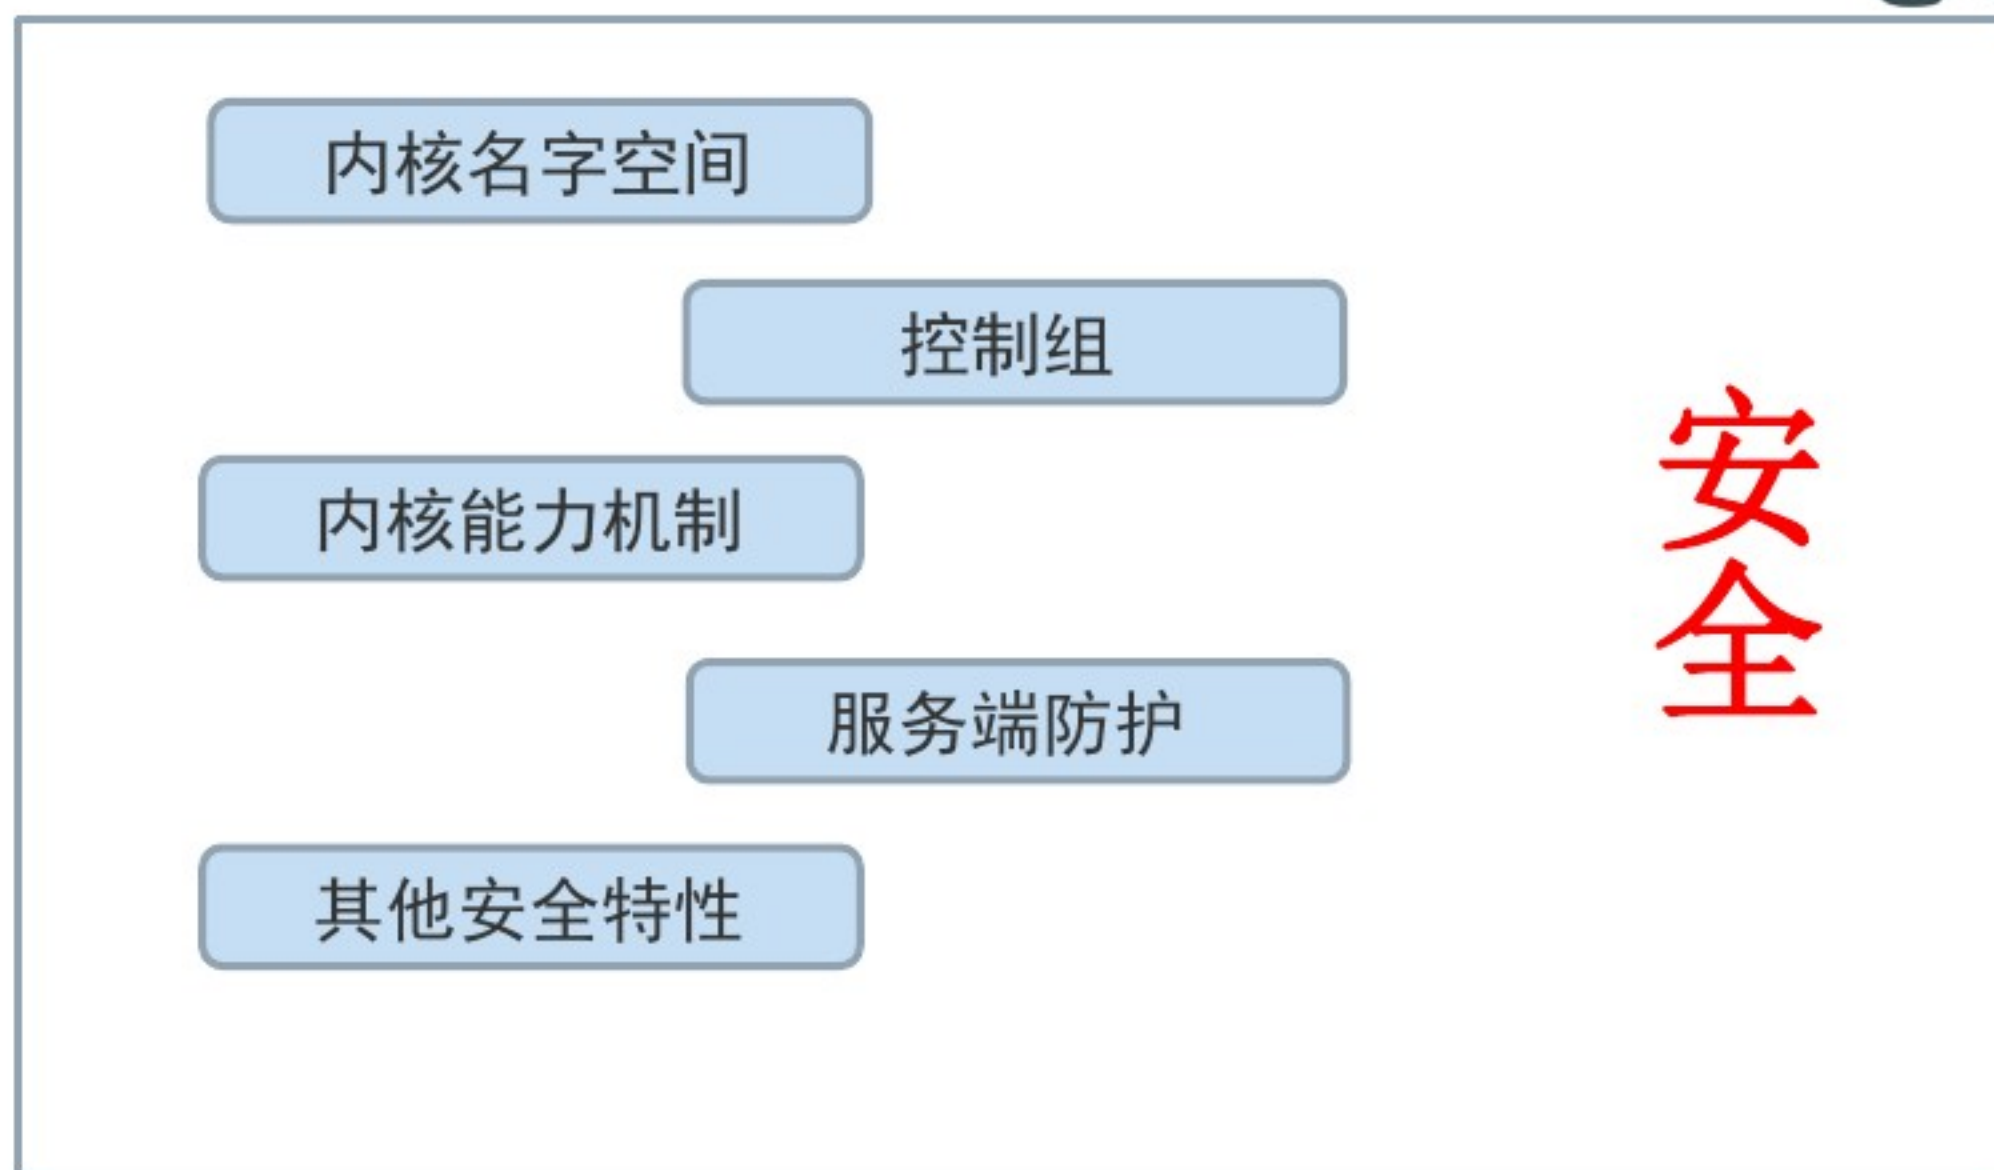 内核名字空间
控制组
内核能力机制
服务端防护
其他安全特性
安全